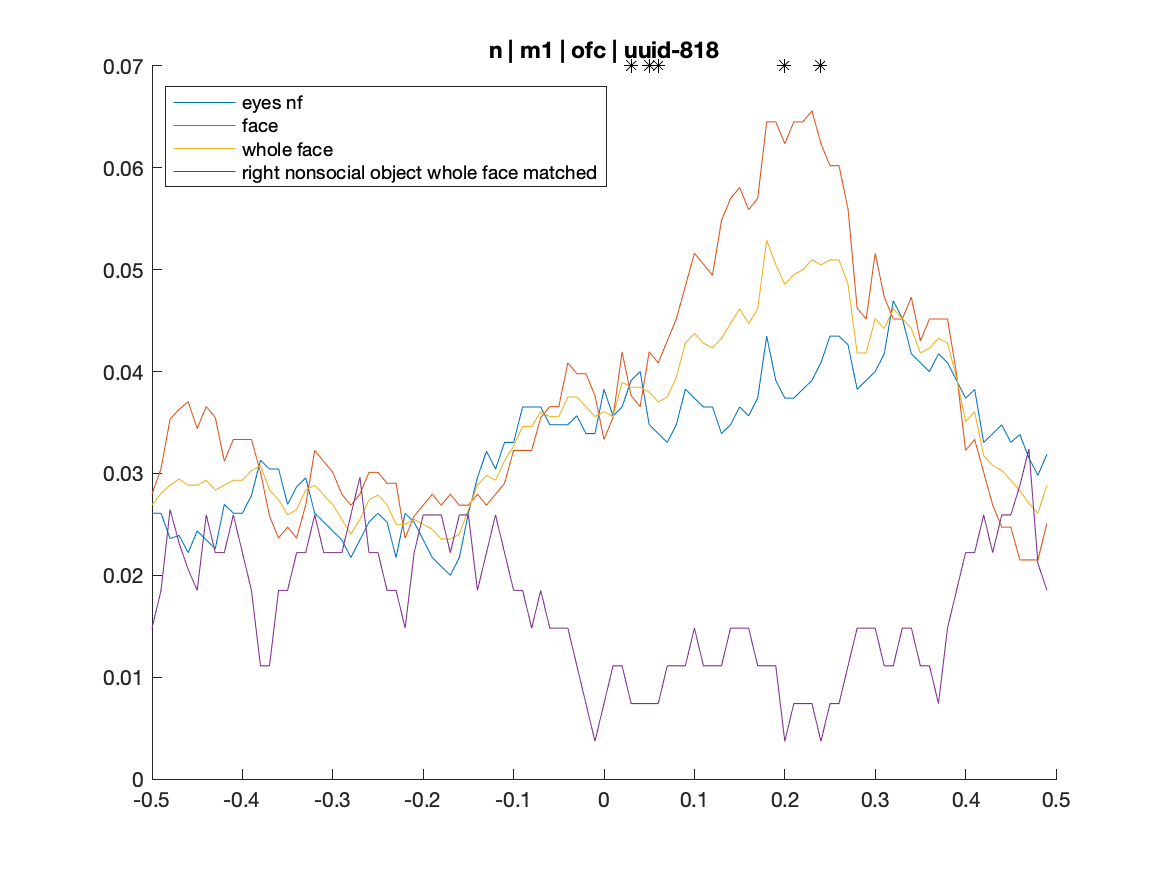 n | m1 | ofc | uuid-818
0.07
0.06
0.05
0.04
0.03
0.02
0.01
0
eyes nf
face
whole face
right nonsocial object whole face matched
-0.5 -0.4 -0.3 -0.2 -0.1 0 0.1 0.2 0.3 0.4 0.5